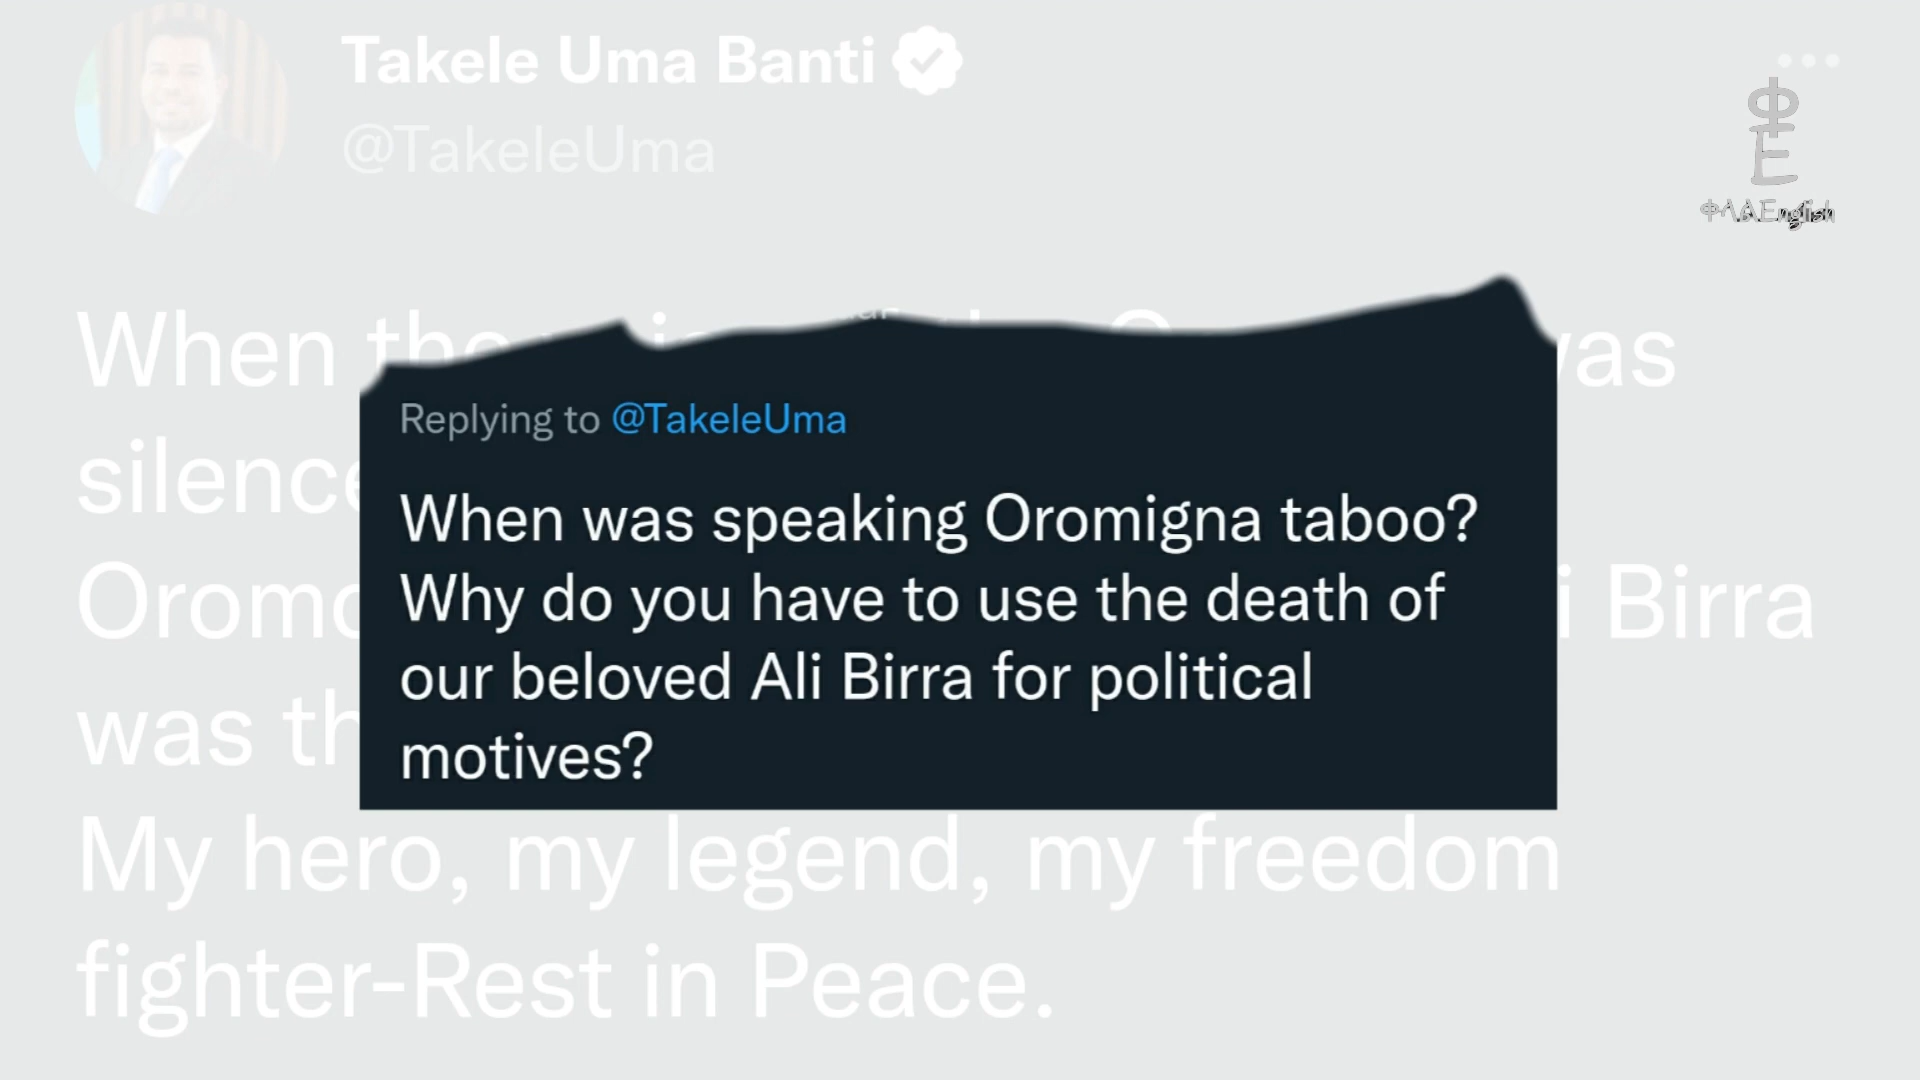 Takele Uma Banti
@TakeleUma
ፀ
E
When was
silence
Replying to @TakeleUma
When was speaking Oromigna taboo?
Why do you have to use the death of
our beloved Ali Birra for political
motives?
Birra
was
My hero, my legend, my freedom
fighter-Rest in Peace.